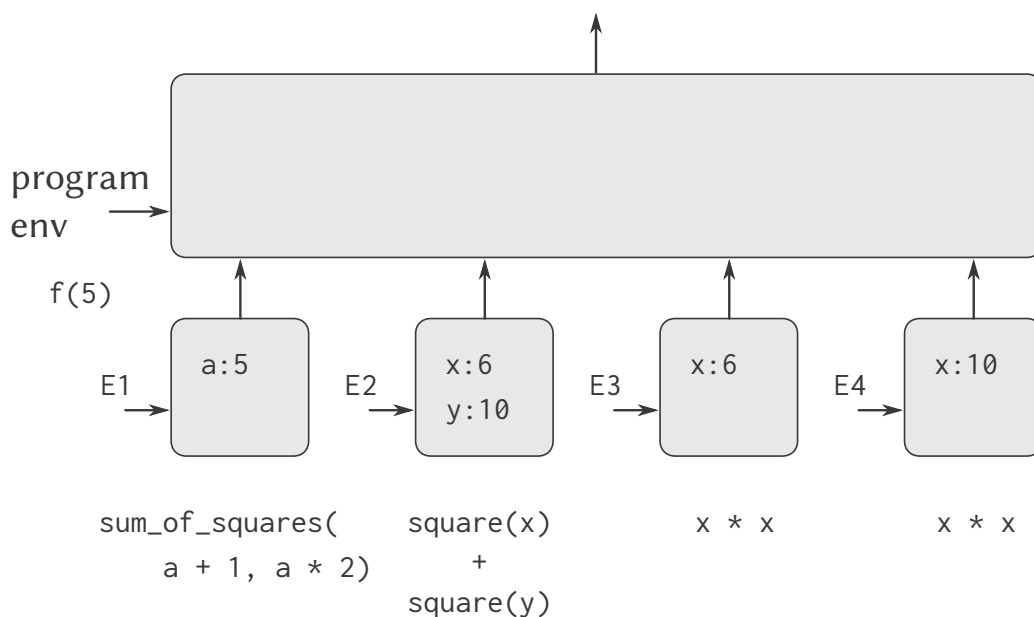 program
env
f(5)
E1
a:5
E2
x:6
y:10
E3
x:6
E4
x:10
sum_of_squares(
a + 1, a * 2)
square(x)
+
square(y)
x * x
x * x